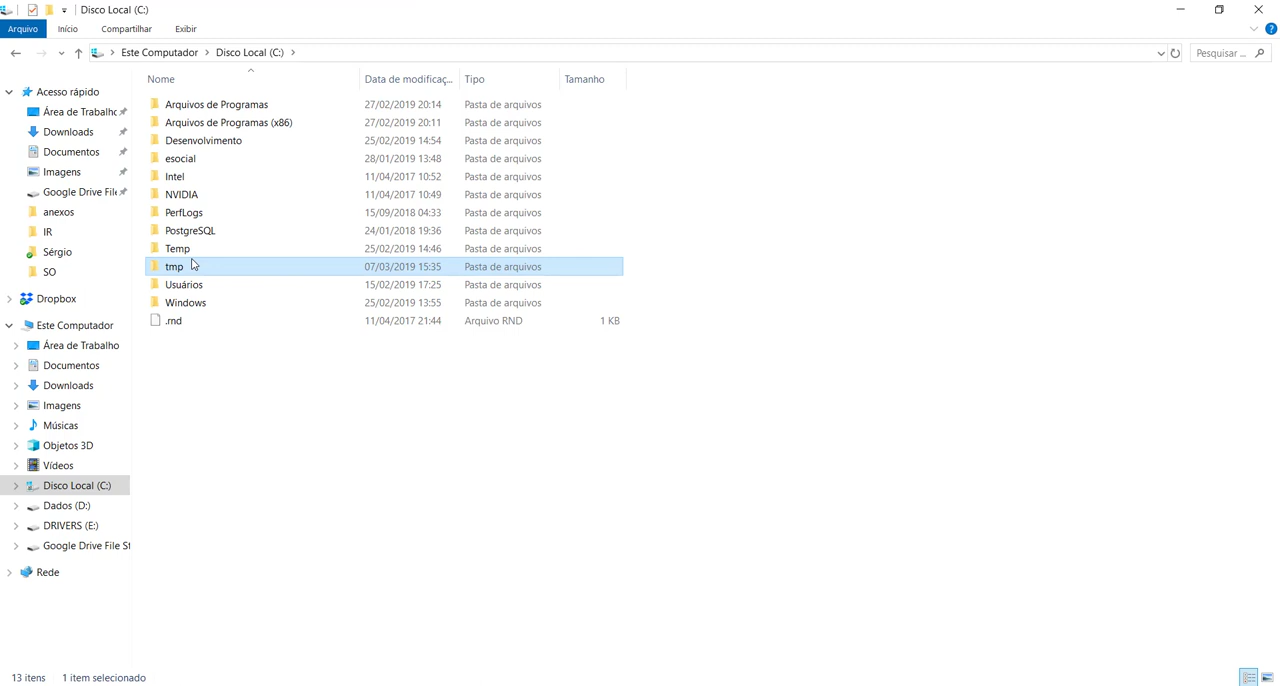 Disco Local (C:)
Arquivo Início Compartilhar Exibir
Este Computador Disco Local (C:) Pesquisar ...
Nome Data de modificaç... Tipo Tamanho
Acesso rápido
Área de Trabalho
Downloads
Documentos
Imagens
Google Drive File
anexos
IR
Sérgio
SO
Dropbox
Este Computador
Área de Trabalho
Documentos
Downloads
Imagens
Músicas
Objetos 3D
Vídeos
Disco Local (C:)
Dados (D:)
DRIVERS (E:)
Google Drive File St
Rede
Arquivos de Programas 27/02/2019 20:14 Pasta de arquivos
Arquivos de Programas (x86) 27/02/2019 20:11 Pasta de arquivos
Desenvolvimento 25/02/2019 14:54 Pasta de arquivos
esocial 28/01/2019 13:48 Pasta de arquivos
Intel 11/04/2017 10:52 Pasta de arquivos
NVIDIA 11/04/2017 10:49 Pasta de arquivos
PerfLogs 15/09/2018 04:33 Pasta de arquivos
PostgreSQL 24/01/2018 19:36 Pasta de arquivos
Temp 25/02/2019 14:46 Pasta de arquivos
tmp 07/03/2019 15:35 Pasta de arquivos
Usuários 15/02/2019 17:25 Pasta de arquivos
Windows 25/02/2019 13:55 Pasta de arquivos
.rnd 11/04/2017 21:44 Arquivo RND 1 KB
13 itens 1 item selecionado